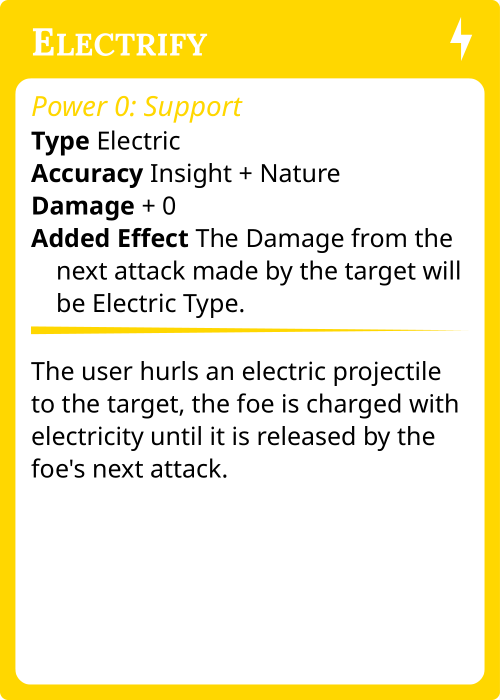 Electrify
Power 0: Support
Type Electric
Accuracy Insight + Nature
Damage + 0
Added Effect The Damage from the
next attack made by the target will
be Electric Type.
The user hurls an electric projectile
to the target, the foe is charged with
electricity until it is released by the
foe's next attack.